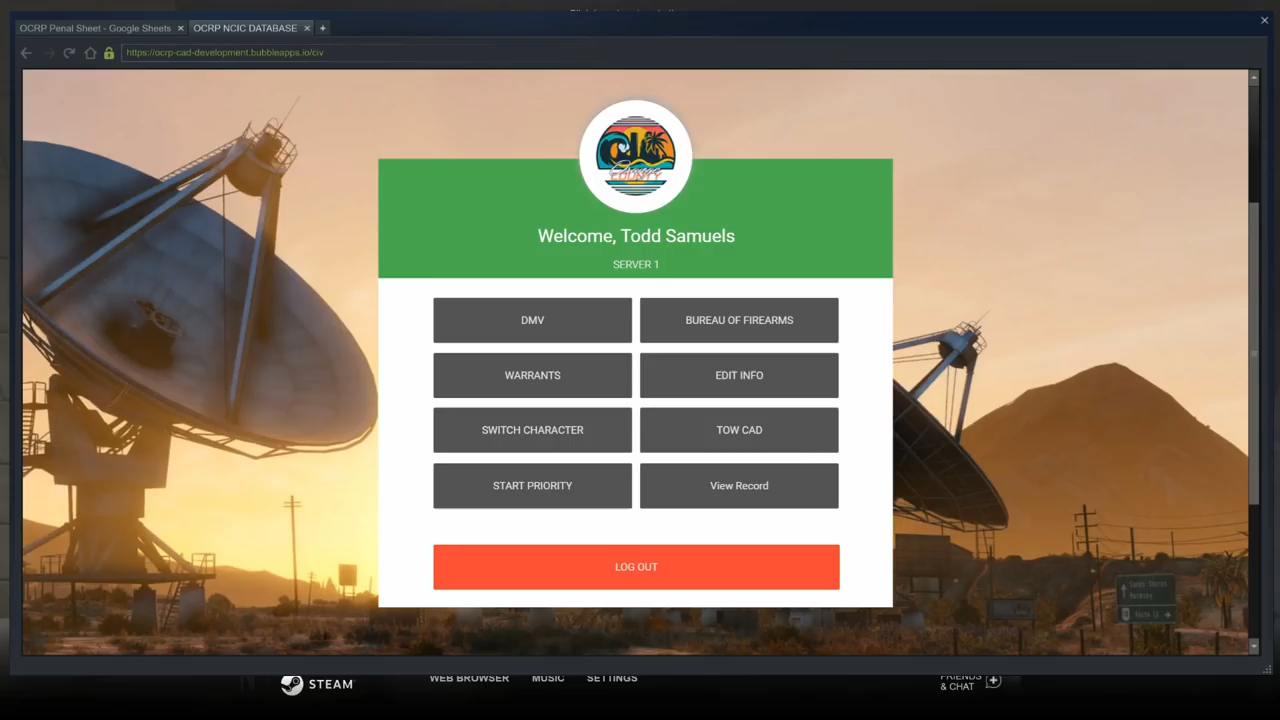 OCRP Penal Sheet - Google Sheets × OCRP NCIC DATABASE × +
https://ocrp-cad-development.bubbleapps.io/civ
Welcome, Todd Samuels
SERVER 1
DMV
BUREAU OF FIREARMS
WARRANTS
EDIT INFO
SWITCH CHARACTER
TOW CAD
START PRIORITY
View Record
LOG OUT
STEAM
WEB BROWSER
MUSIC
SETTINGS
FRIENDS
& CHAT